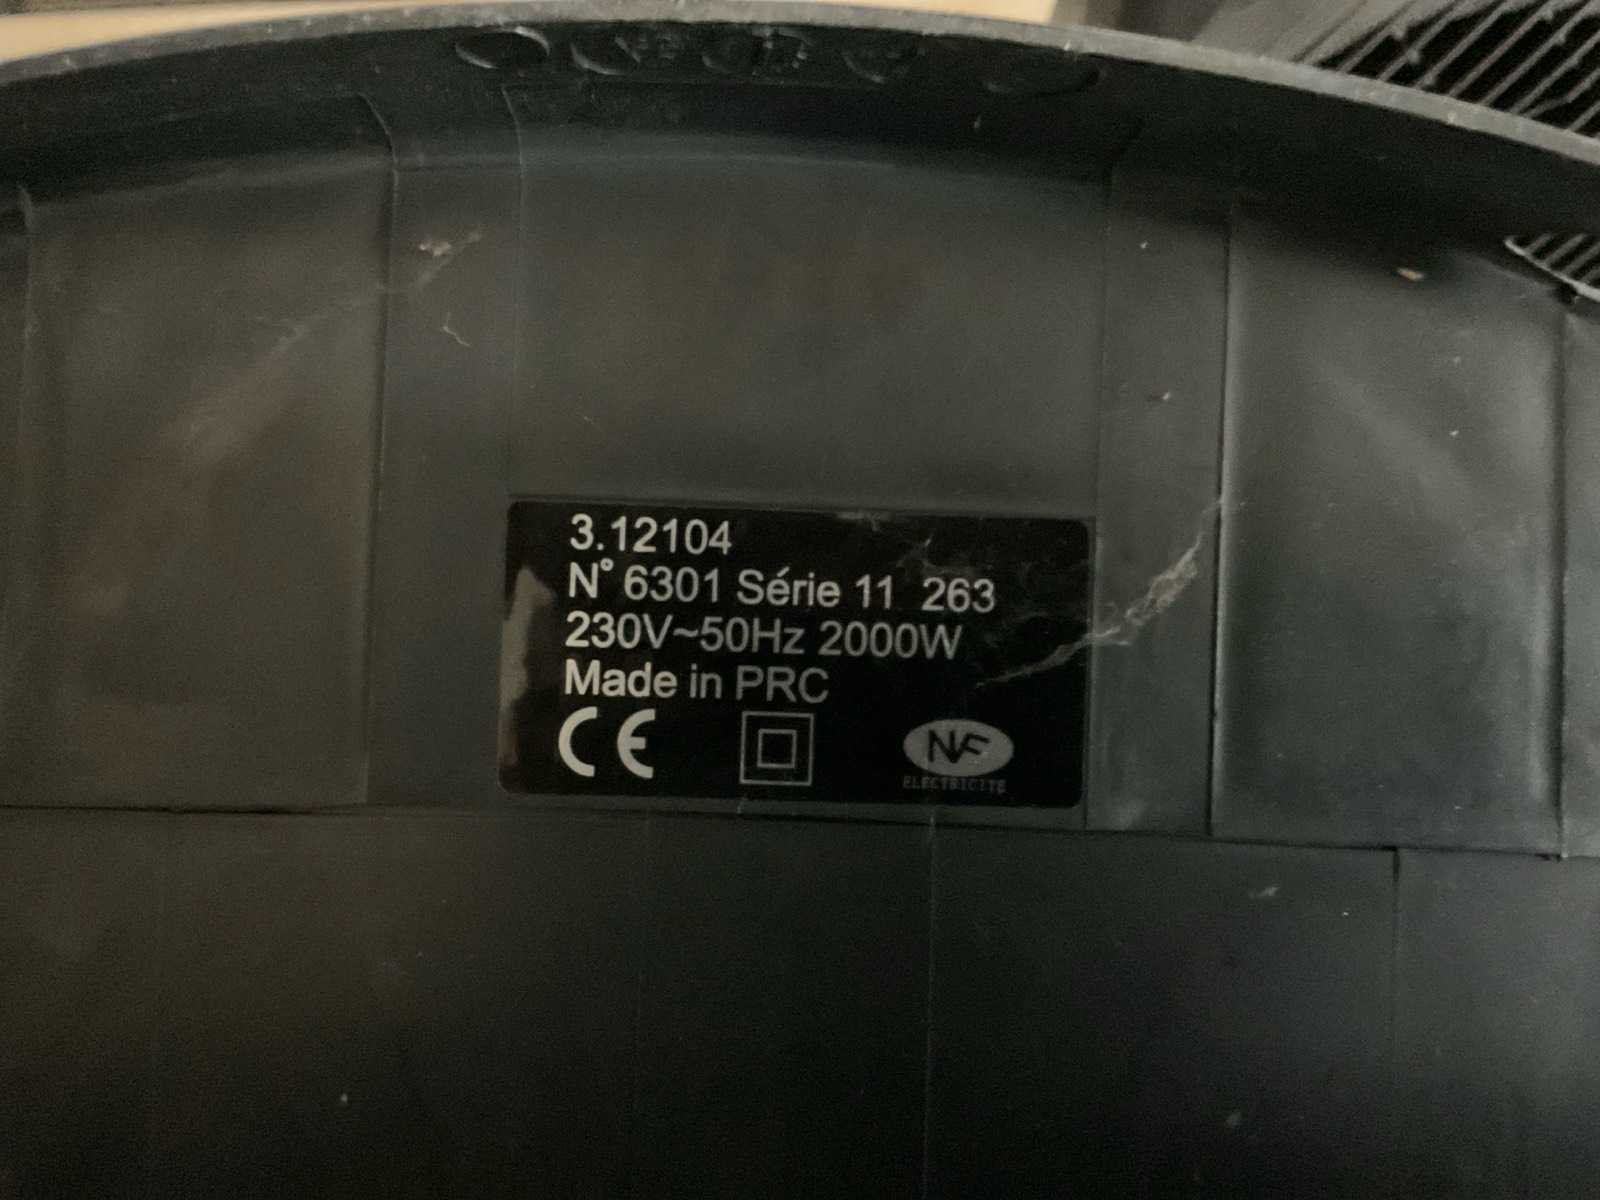 3.12104
N° 6301 Série 11 263
230V~50Hz 2000W
Made in PRC
CE
NF
ELECTRICITE